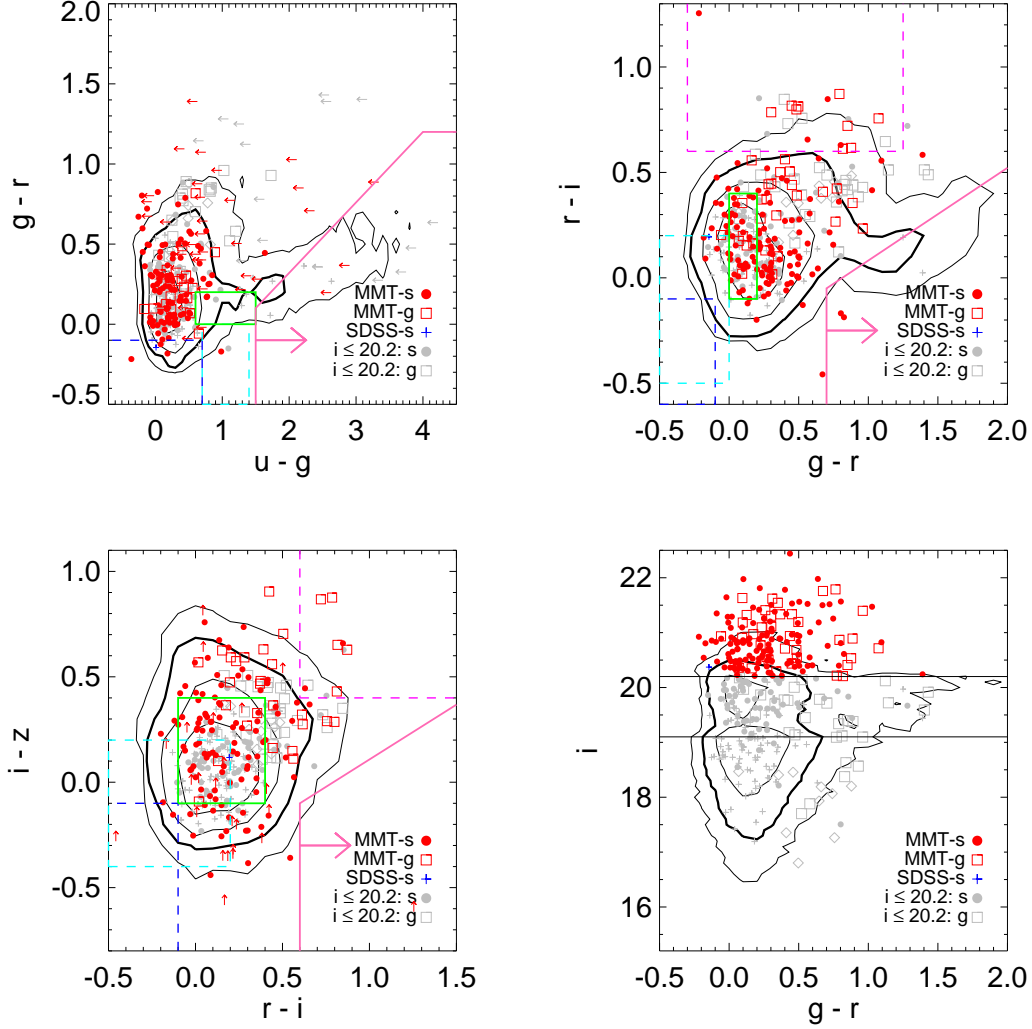 2.0
1.5
1.0
0.5
0.0
-0.5
g - r
0 1 2 3 4
u - g
MMT-s
MMT-g
SDSS-s
i ≤ 20.2: s
i ≤ 20.2: g
1.0
0.5
0.0
-0.5
r - i
-0.5 0.0 0.5 1.0 1.5 2.0
g - r
MMT-s
MMT-g
SDSS-s
i ≤ 20.2: s
i ≤ 20.2: g
1.0
0.5
0.0
-0.5
i - z
-0.5 0.0 0.5 1.0 1.5
r - i
MMT-s
MMT-g
SDSS-s
i ≤ 20.2: s
i ≤ 20.2: g
22
20
18
16
i
-0.5 0.0 0.5 1.0 1.5 2.0
g - r
MMT-s
MMT-g
SDSS-s
i ≤ 20.2: s
i ≤ 20.2: g